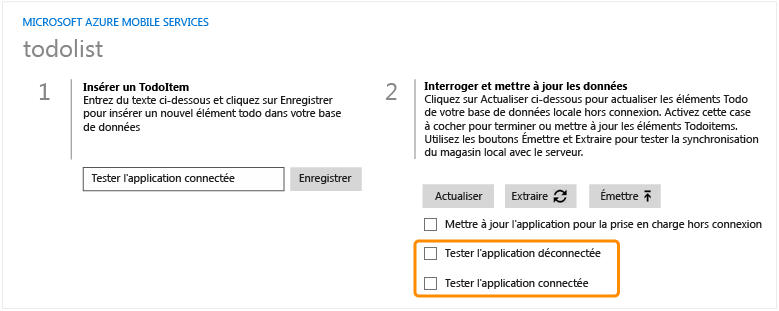 MICROSOFT AZURE MOBILE SERVICES
todolist
1
Insérer un TodoItem
Entrez du texte ci-dessous et cliquez sur Enregistrer
pour insérer un nouvel élément todo dans votre base
de données
Tester l'application connectée
Enregistrer
2
Interroger et mettre à jour les données
Cliquez sur Actualiser ci-dessous pour actualiser les éléments Todo
de votre base de données locale hors connexion. Activez cette case
à cocher pour terminer ou mettre à jour les éléments Todoitems.
Utilisez les boutons Émettre et Extraire pour tester la synchronisation
du magasin local avec le serveur.
Actualiser
Extraire
Émettre
Mettre à jour l'application pour la prise en charge hors connexion
Tester l'application déconnectée
Tester l'application connectée